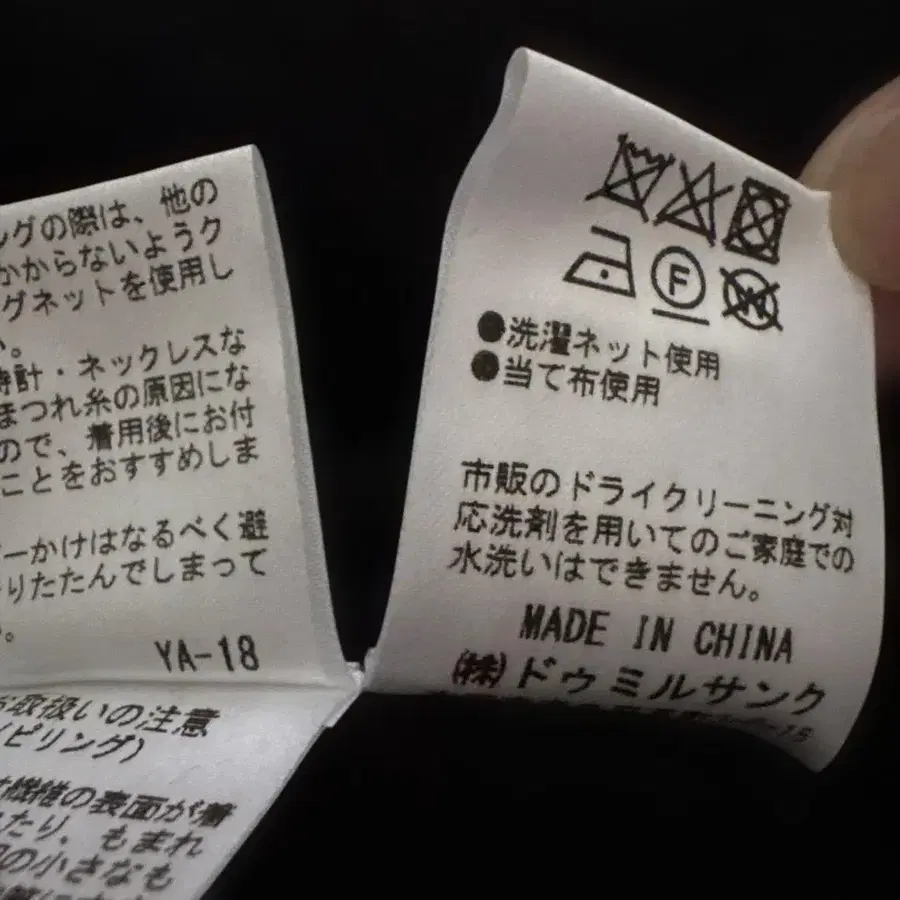 ングの際は、他の
かからないようク
グネットを使用し
い。
時計・ネックレスな
まつれ糸の原因にな
ので、着用後にお付
ことをおすすめしま
ーかけはなるべく避
りたたんでしまって
。
YA-18
お取扱いの注意
(ピリング)
繊維の表面が着
たり、もまれ
の小さなも
F
W
●洗濯ネット使用
●当て布使用
市販のドライクリーニング対
応洗剤を用いてのご家庭での
水洗いはできません。
MADE IN CHINA
(株)ドゥミルサンク